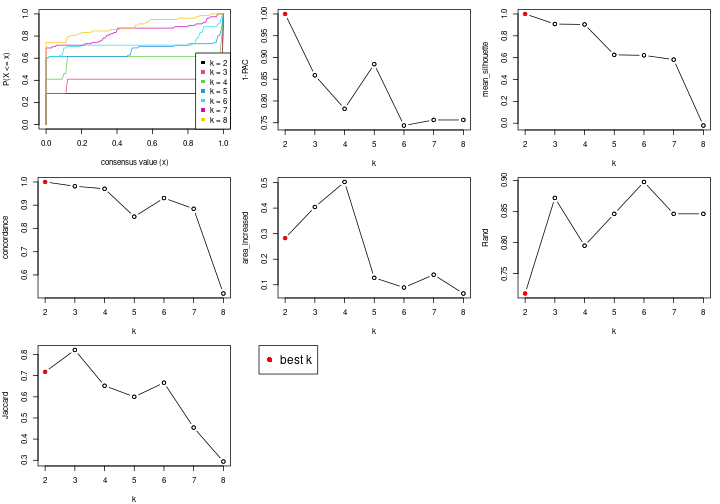 P(X <= x)
0.0 0.2 0.4 0.6 0.8 1.0
k = 2
k = 3
k = 4
k = 5
k = 6
k = 7
k = 8
0.0 0.2 0.4 0.6 0.8 1.0
consensus value (x)
1-PAC
0.75 0.80 0.85 0.90 0.95 1.00
2 3 4 5 6 7 8
k
mean_silhouette
0.0 0.2 0.4 0.6 0.8 1.0
2 3 4 5 6 7 8
k
concordance
0.6 0.7 0.8 0.9 1.0
2 3 4 5 6 7 8
k
area_increased
0.1 0.2 0.3 0.4 0.5
2 3 4 5 6 7 8
k
Rand
0.75 0.80 0.85 0.90
2 3 4 5 6 7 8
k
Jaccard
0.3 0.4 0.5 0.6 0.7 0.8
2 3 4 5 6 7 8
k
best k